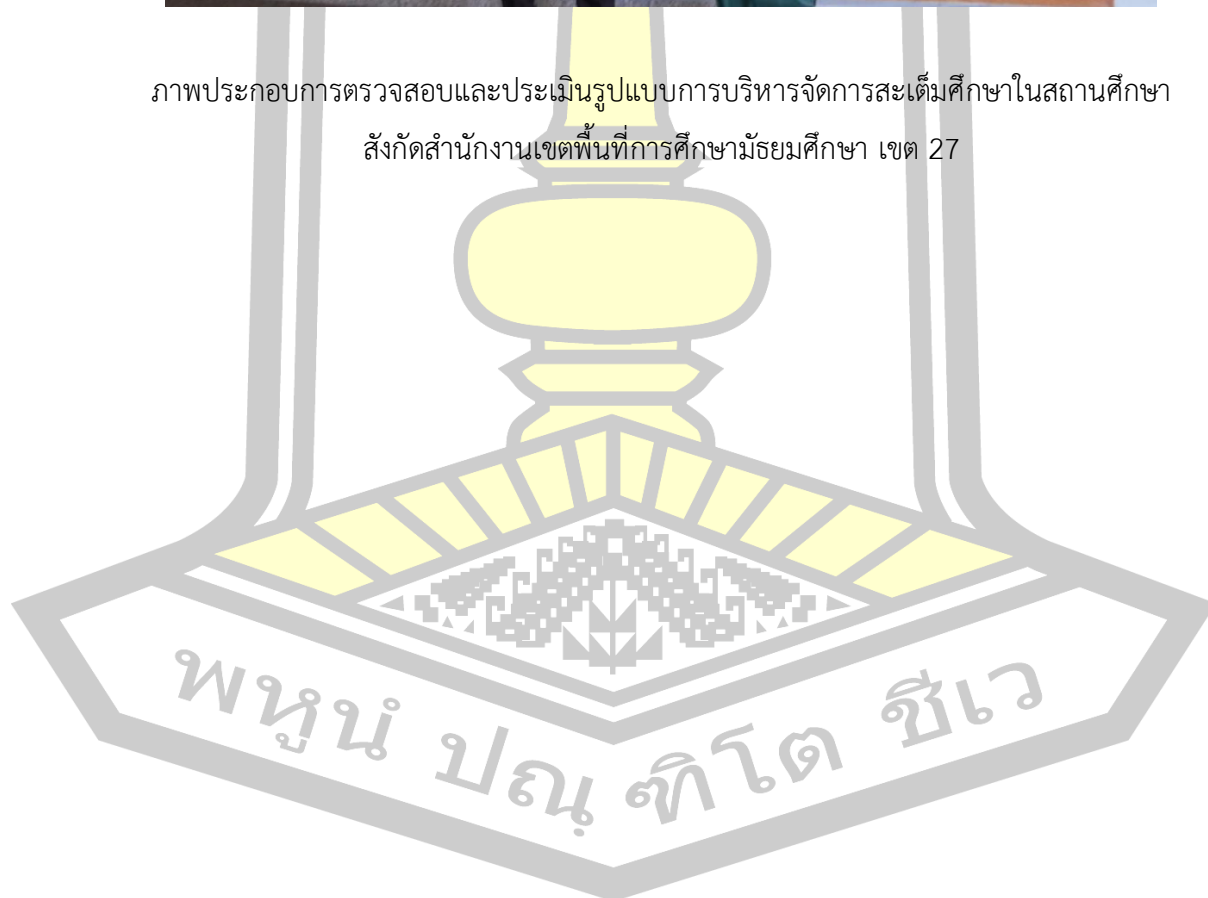 ภาพประกอบการตรวจสอบและประเมินรูปแบบการบริหารจัดการสะเต็มศึกษาในสถานศึกษา
สังกัดสำนักงานเขตพื้นที่การศึกษามัธยมศึกษา เขต 27
พหูนํ ปณฺฑิโต ชีเว